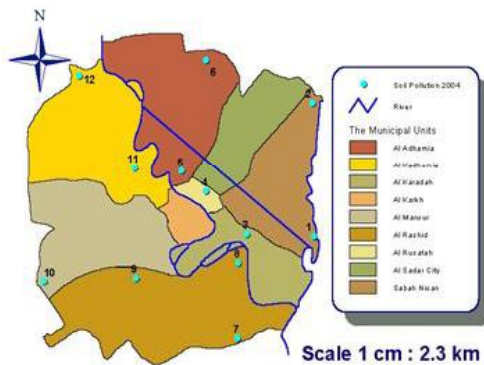 6
12
2
11
5
4
3
1
8
10
9
7
Soil Pollution 2004
River
The Municipal Units
Al Adhamia
Al Kadhamia
Al Karadah
Al Karkh
Al Mansur
Al Rashid
Al Rusafah
Al Sadar City
Sabah Nisan
Scale 1 cm : 2.3 km